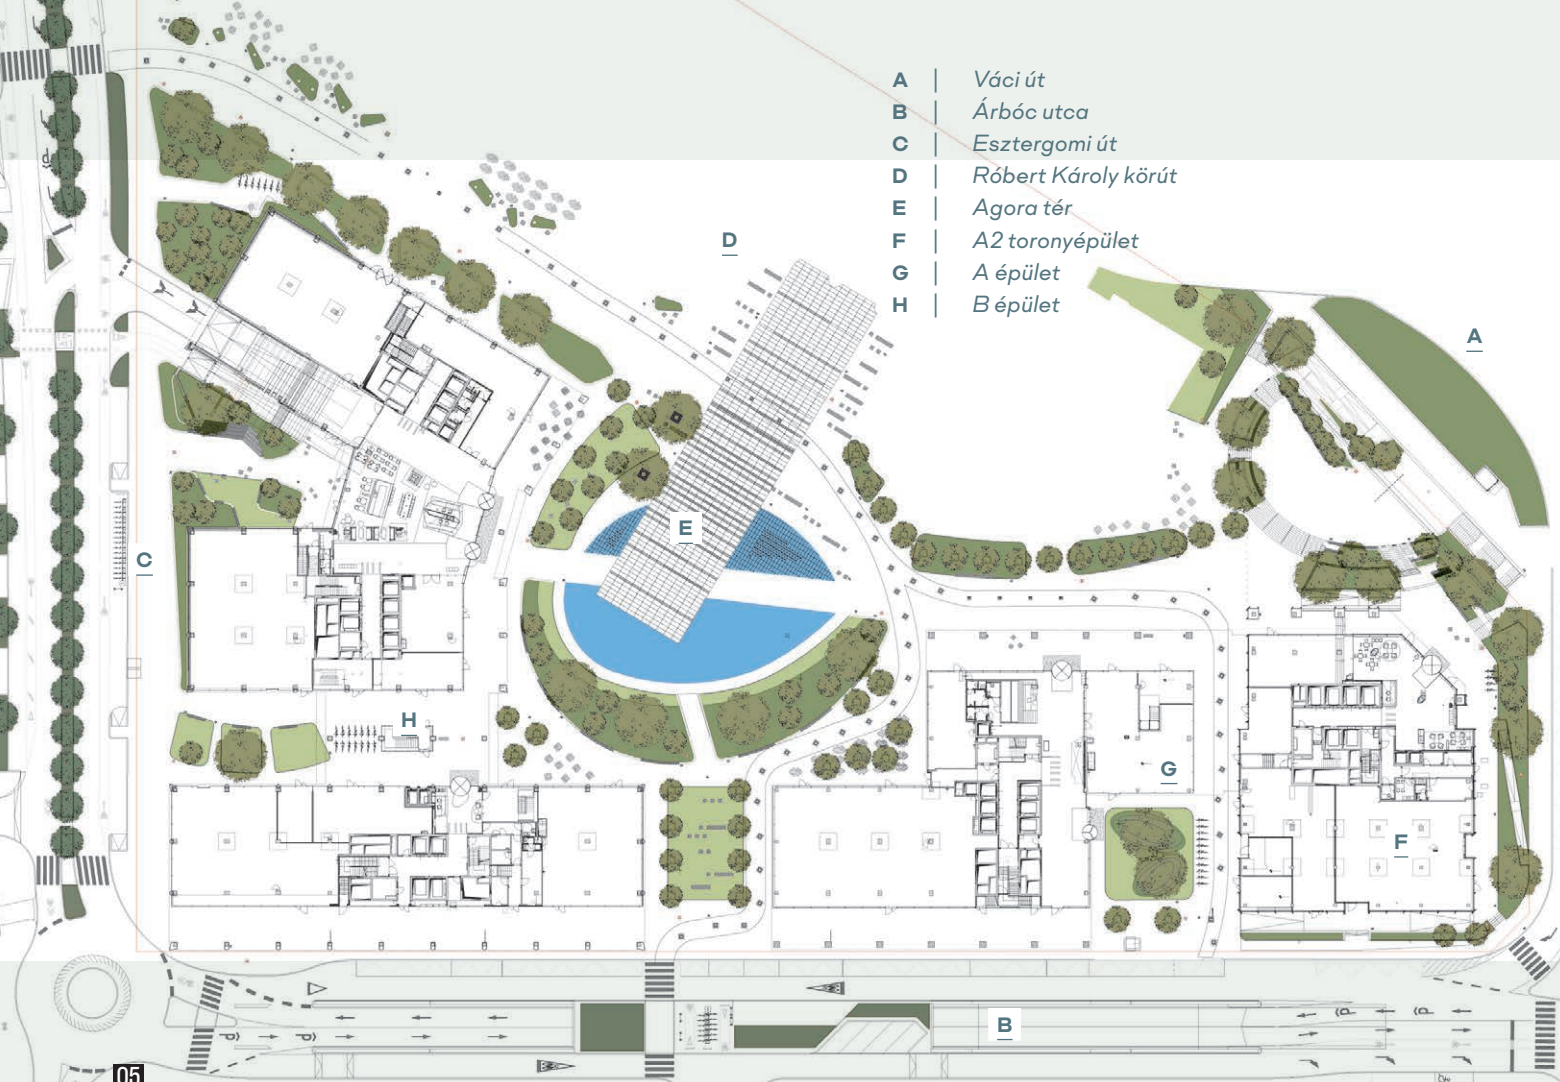 A | Váci út
B | Árbóc utca
C | Esztergomi út
D | Róbert Károly körút
E | Agora tér
F | A2 toronyépület
G | A épület
H | B épület
D
A
E
C
H
G
F
B
05